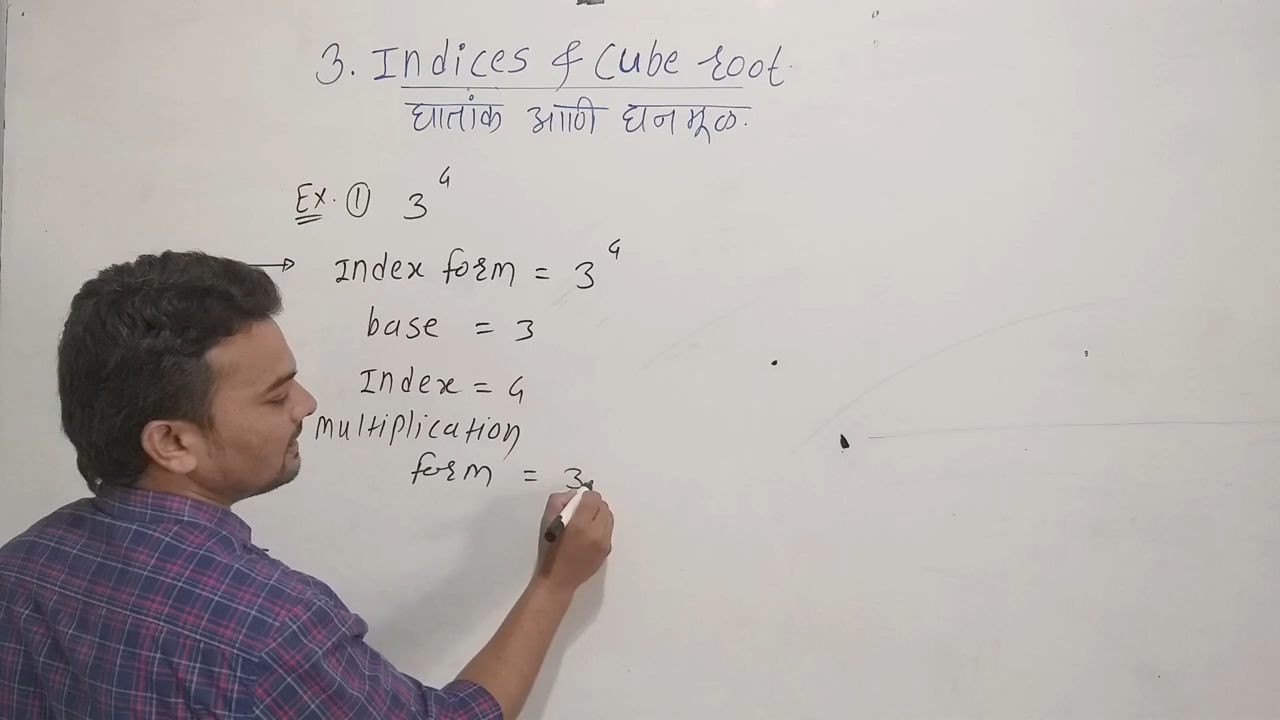 3. Indices & Cube root.
घातांक आणी घनमूळ.
Ex. ① 3⁴
→ Index form = 3⁴
base = 3
Index = 4
multiplication
form = 3